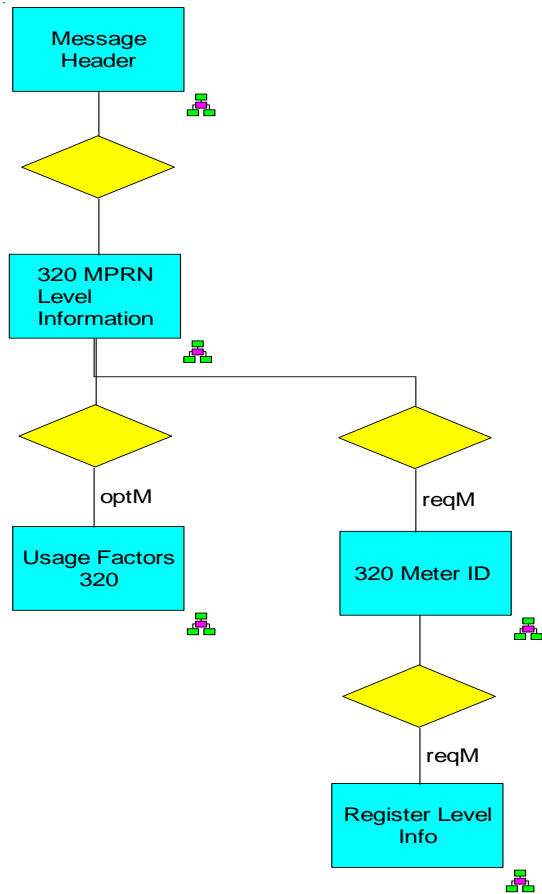 Message
Header
320 MPRN
Level
Information
optM
reqM
Usage Factors
320
320 Meter ID
reqM
Register Level
Info